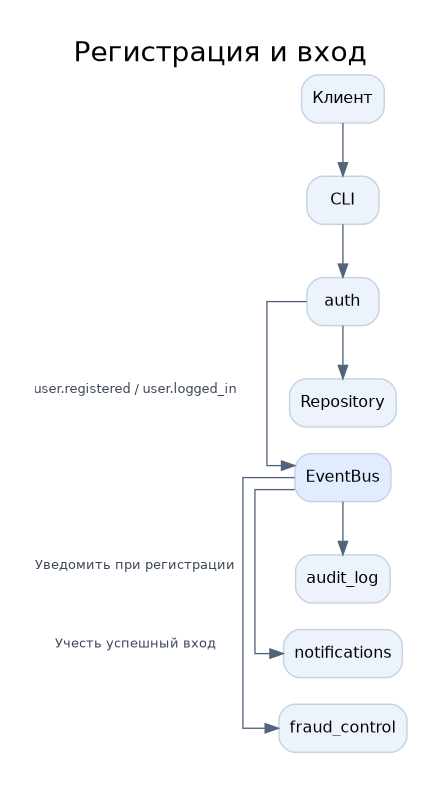 Регистрация и вход
Клиент
CLI
auth
user.registered / user.logged_in
Repository
EventBus
Уведомить при регистрации
audit_log
Учесть успешный вход
notifications
fraud_control